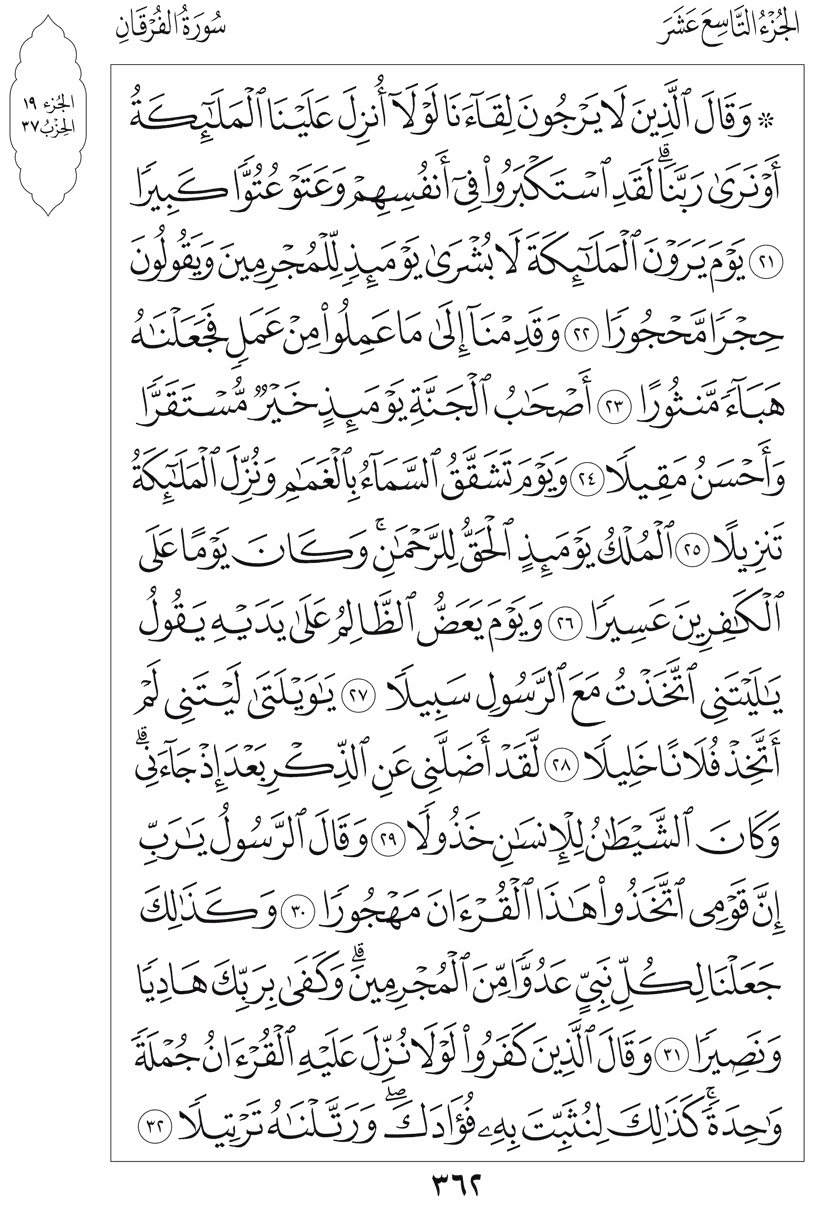 الجُزْءُ التَّاسِعَ عَشَرَ
سُورَةُ الفُرْقَانِ
الجُزء ١٩
الحِزْبُ ٣٧
۞ وَقَالَ ٱلَّذِينَ لَا يَرْجُونَ لِقَآءَنَا لَوْلَآ أُنزِلَ عَلَيْنَا ٱلْمَلَٰٓئِكَةُ
أَوْ نَرَىٰ رَبَّنَا ۗ لَقَدِ ٱسْتَكْبَرُوا۟ فِىٓ أَنفُسِهِمْ وَعَتَوْ عُتُوًّا كَبِيرًا
٢١ يَوْمَ يَرَوْنَ ٱلْمَلَٰٓئِكَةَ لَا بُشْرَىٰ يَوْمَئِذٍ لِّلْمُجْرِمِينَ وَيَقُولُونَ
حِجْرًا مَّحْجُورًا ٢٢ وَقَدِمْنَآ إِلَىٰ مَا عَمِلُوا۟ مِنْ عَمَلٍ فَجَعَلْنَٰهُ
هَبَآءً مَّنثُورًا ٢٣ أَصْحَٰبُ ٱلْجَنَّةِ يَوْمَئِذٍ خَيْرٌ مُّسْتَقَرًّا
وَأَحْسَنُ مَقِيلًا ٢٤ وَيَوْمَ تَشَقَّقُ ٱلسَّمَآءُ بِٱلْغَمَٰمِ وَنُزِّلَ ٱلْمَلَٰٓئِكَةُ
تَنزِيلًا ٢٥ ٱلْمُلْكُ يَوْمَئِذٍ ٱلْحَقُّ لِلرَّحْمَٰنِ ۚ وَكَانَ يَوْمًا عَلَى
ٱلْكَٰفِرِينَ عَسِيرًا ٢٦ وَيَوْمَ يَعَضُّ ٱلظَّالِمُ عَلَىٰ يَدَيْهِ يَقُولُ
يَٰلَيْتَنِى ٱتَّخَذْتُ مَعَ ٱلرَّسُولِ سَبِيلًا ٢٧ يَٰوَيْلَتَىٰ لَيْتَنِى لَمْ
أَتَّخِذْ فُلَانًا خَلِيلًا ٢٨ لَّقَدْ أَضَلَّنِى عَنِ ٱلذِّكْرِ بَعْدَ إِذْ جَآءَنِى ۗ
وَكَانَ ٱلشَّيْطَٰنُ لِلْإِنسَٰنِ خَذُولًا ٢٩ وَقَالَ ٱلرَّسُولُ يَٰرَبِّ
إِنَّ قَوْمِى ٱتَّخَذُوا۟ هَٰذَا ٱلْقُرْءَانَ مَهْجُورًا ٣٠ وَكَذَٰلِكَ
جَعَلْنَا لِكُلِّ نَبِىٍّ عَدُوًّا مِّنَ ٱلْمُجْرِمِينَ ۗ وَكَفَىٰ بِرَبِّكَ هَادِيًا
وَنَصِيرًا ٣١ وَقَالَ ٱلَّذِينَ كَفَرُوا۟ لَوْلَا نُزِّلَ عَلَيْهِ ٱلْقُرْءَانُ جُمْلَةً
وَٰحِدَةً ۚ كَذَٰلِكَ لِنُثَبِّتَ بِهِۦ فُؤَادَكَ ۖ وَرَتَّلْنَٰهُ تَرْتِيلًا ٣٢
٣٦٢